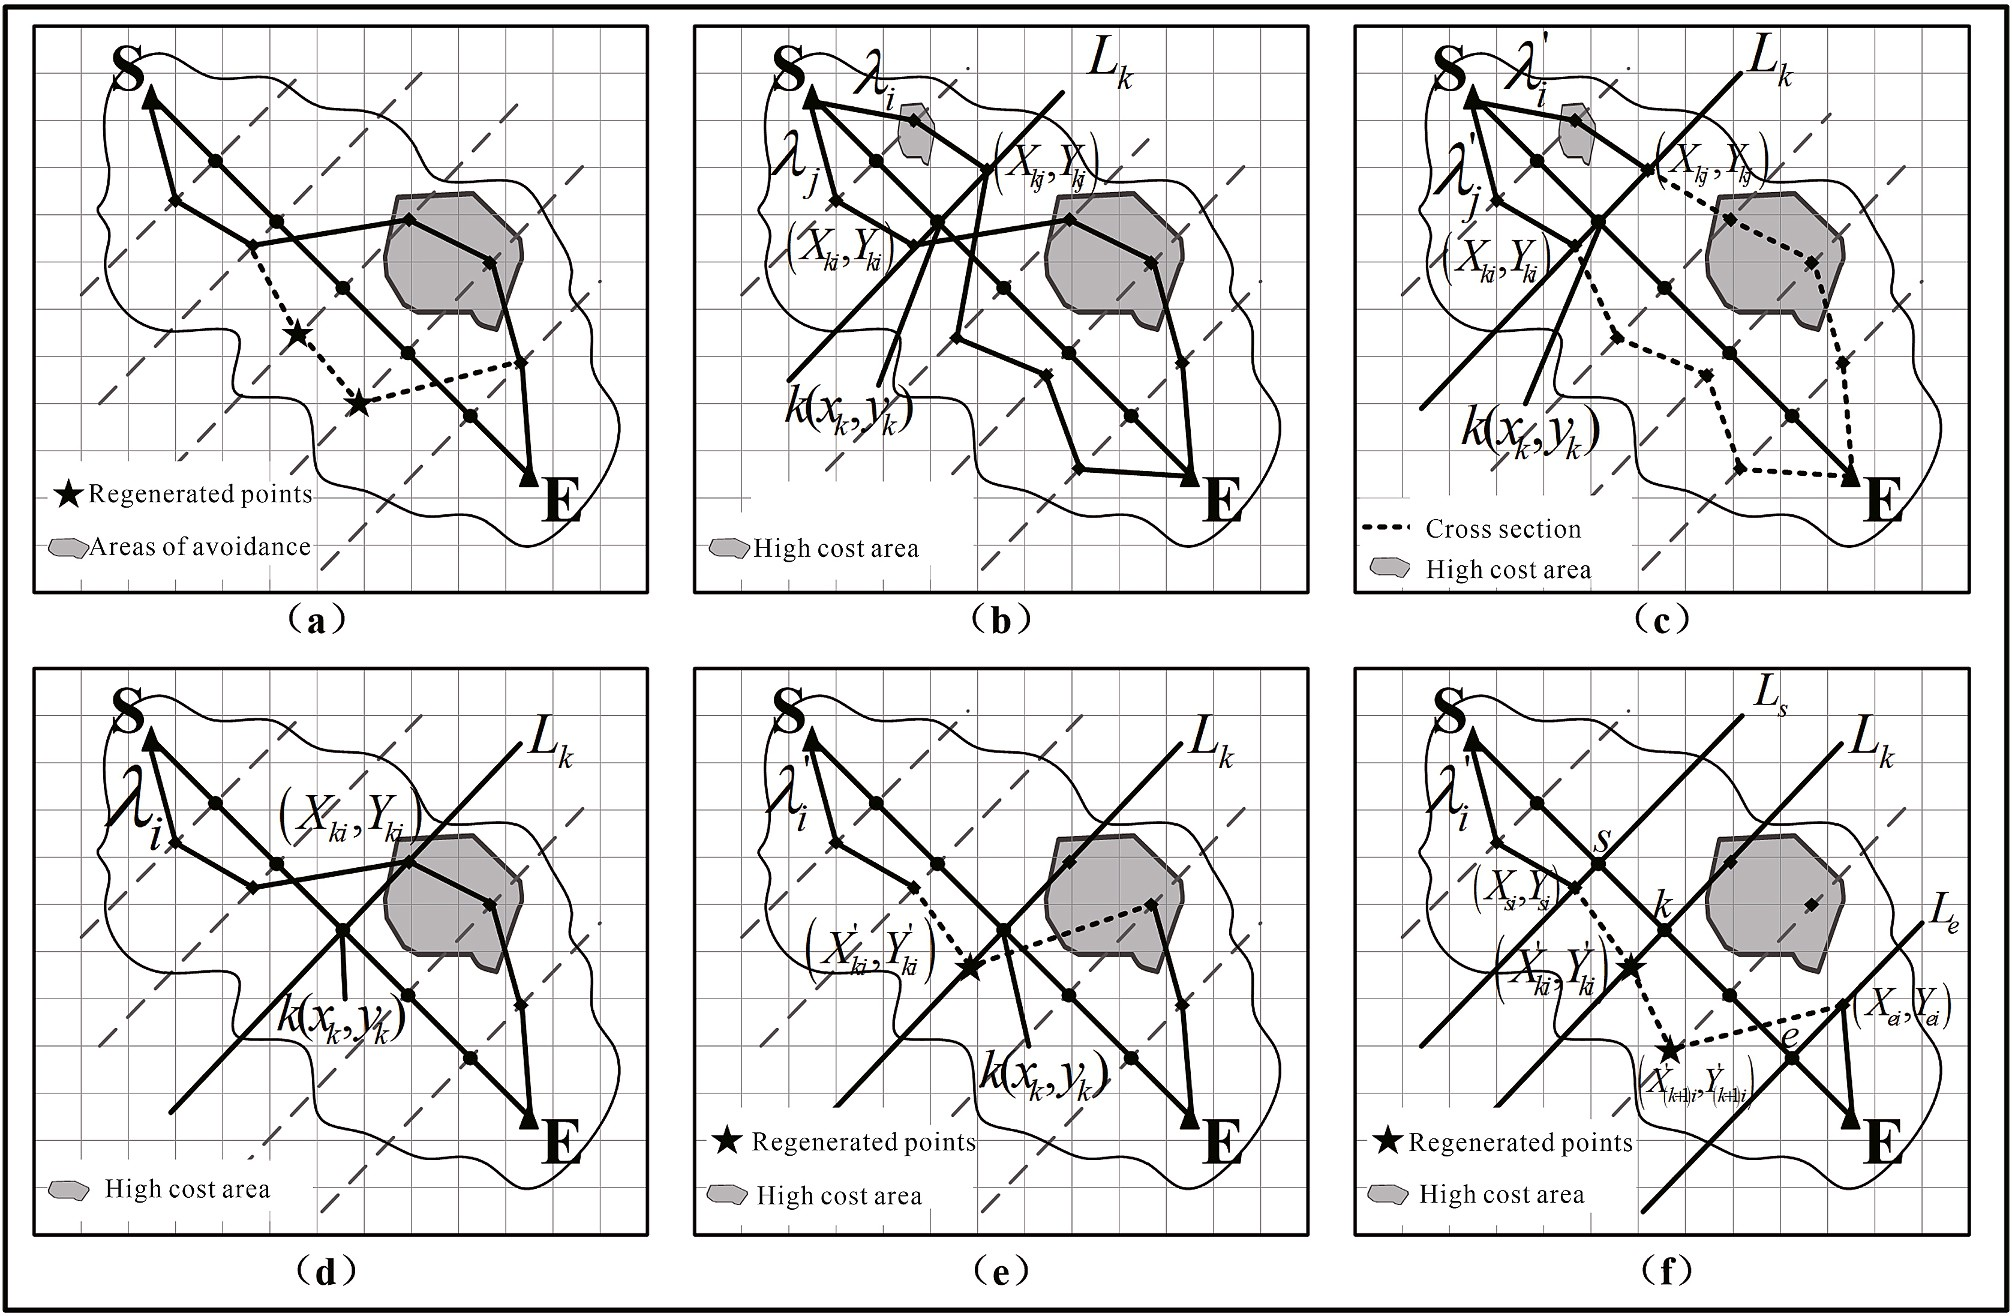 S
E
★ Regenerated points
Areas of avoidance
(a)
S
λi
Lk
λj
(Xkj,Ykj)
(Xki,Yki)
k(xk,yk)
E
High cost area
(b)
S
λ'i
Lk
λ'j
(Xkj,Ykj)
(Xki,Yki)
k(xk,yk)
E
Cross section
High cost area
(c)
S
Lk
λi
(Xki,Yki)
k(xk,yk)
E
High cost area
(d)
S
Lk
λ'i
(X'ki,Y'ki)
k(xk,yk)
E
★ Regenerated points
High cost area
(e)
S
Ls
Lk
λ'i
s
(Xsi,Ysi)
k
Le
(X'ki,Y'ki)
(Xei,Yei)
e
(X'(k+1)i,Y'(k+1)i)
E
★ Regenerated points
High cost area
(f)